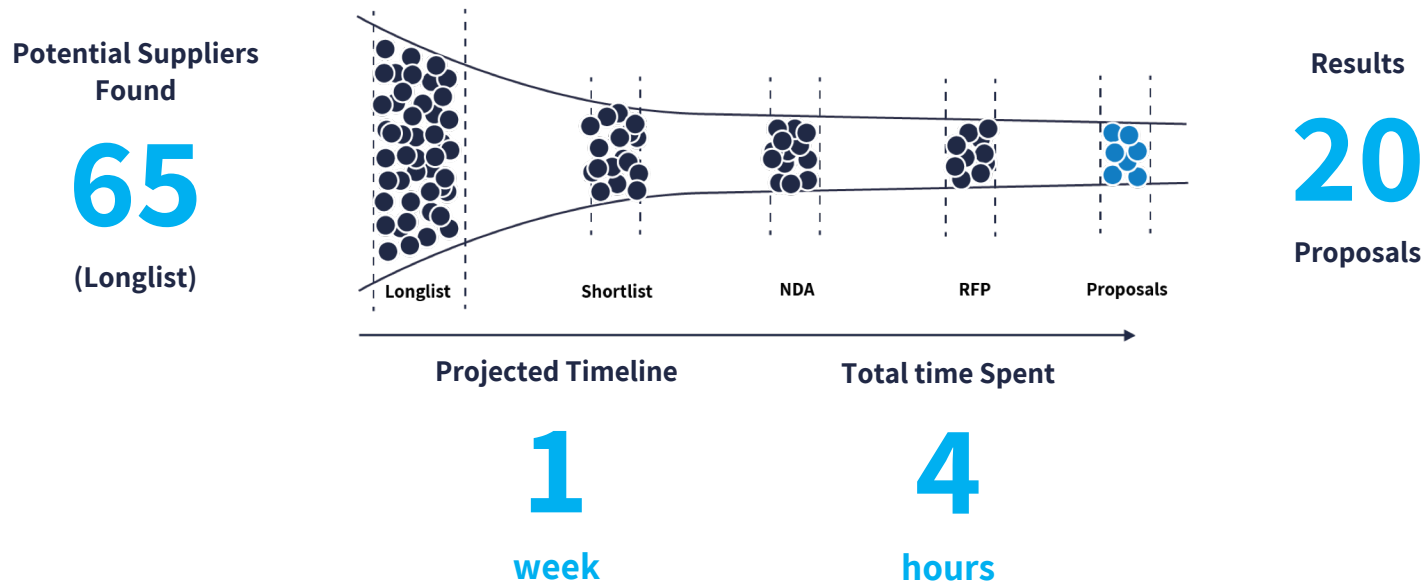 Potential Suppliers
Found
65
(Longlist)
Longlist
Shortlist
NDA
RFP
Proposals
Results
20
Proposals
Projected Timeline
1
week
Total time Spent
4
hours